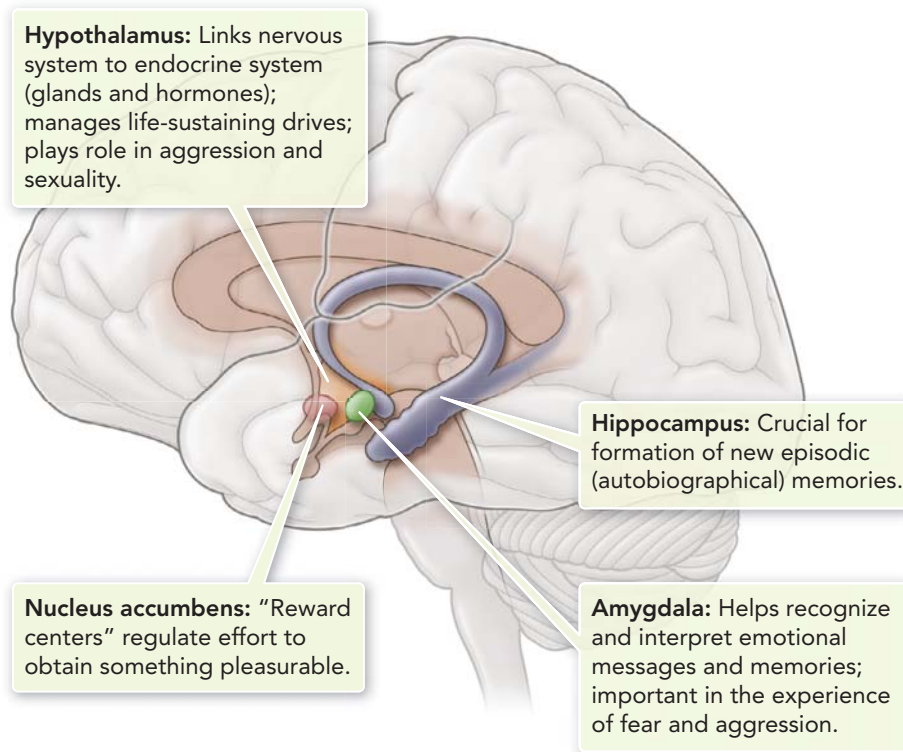 Hypothalamus: Links nervous
system to endocrine system
(glands and hormones);
manages life-sustaining drives;
plays role in aggression and
sexuality.
Hippocampus: Crucial for
formation of new episodic
(autobiographical) memories.
Nucleus accumbens: “Reward
centers” regulate effort to
obtain something pleasurable.
Amygdala: Helps recognize
and interpret emotional
messages and memories;
important in the experience
of fear and aggression.